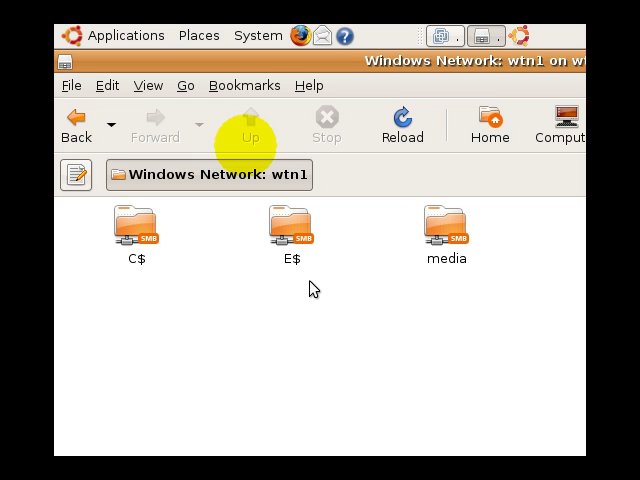 Applications Places System
Windows Network: wtn1 on w
File Edit View Go Bookmarks Help
Back Forward Up Stop Reload Home Comput
Windows Network: wtn1
SMB SMB SMB
C$ E$ media